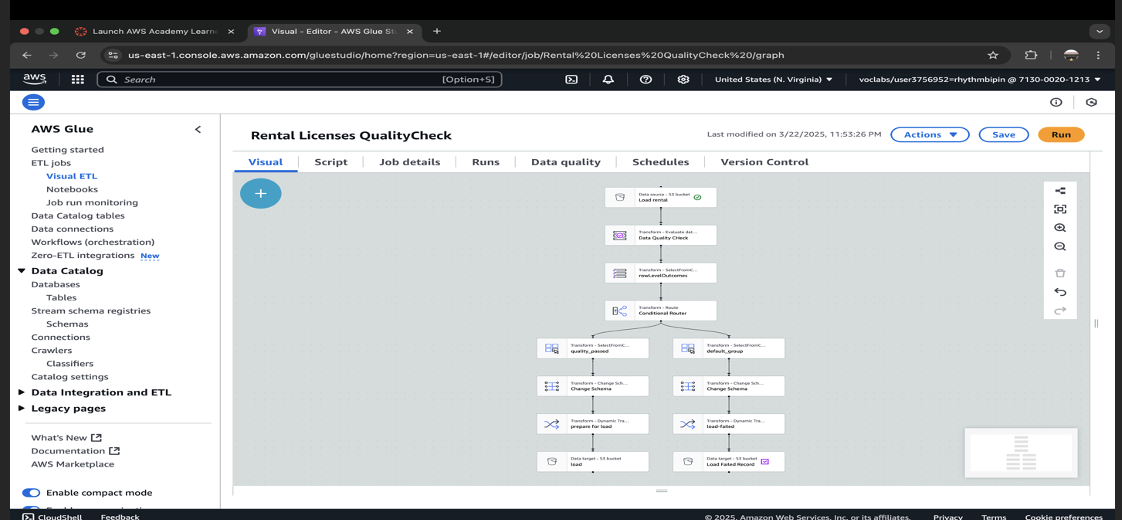 Launch AWS Academy Learne
Visual - Editor - AWS Glue St
us-east-1.console.aws.amazon.com/gluestudio/home?region=us-east-1#/editor/job/Rental%20Licenses%20QualityCheck%20/graph
aws
Search
[Option+S]
United States (N. Virginia)
voclabs/user3756952=rhythmbipin @ 7130-0020-1213
AWS Glue
Getting started
ETL jobs
Visual ETL
Notebooks
Job run monitoring
Data Catalog tables
Data connections
Workflows (orchestration)
Zero-ETL integrations New
Data Catalog
Databases
Tables
Stream schema registries
Schemas
Connections
Crawlers
Classifiers
Catalog settings
Data Integration and ETL
Legacy pages
What's New
Documentation
AWS Marketplace
Enable compact mode
Rental Licenses QualityCheck
Last modified on 3/22/2025, 11:53:26 PM
Actions
Save
Run
Visual
Script
Job details
Runs
Data quality
Schedules
Version Control
Data source - S3 bucket
Load rental
Transform - Evaluate dat...
Data Quality CHeck
Transform - SelectFromC...
rowLevelOutcomes
Transform - Route
Conditional Router
Transform - SelectFromC...
quality_passed
Transform - SelectFromC...
default_group
Transform - Change Sch...
Change Schema
Transform - Change Sch...
Change Schema
Transform - Dynamic Tra...
prepare for load
Transform - Dynamic Tra...
load-failed
Data target - S3 bucket
load
Data target - S3 bucket
Load Failed Record
CloudShell
Feedback
© 2025, Amazon Web Services, Inc. or its affiliates.
Privacy
Terms
Cookie preferences